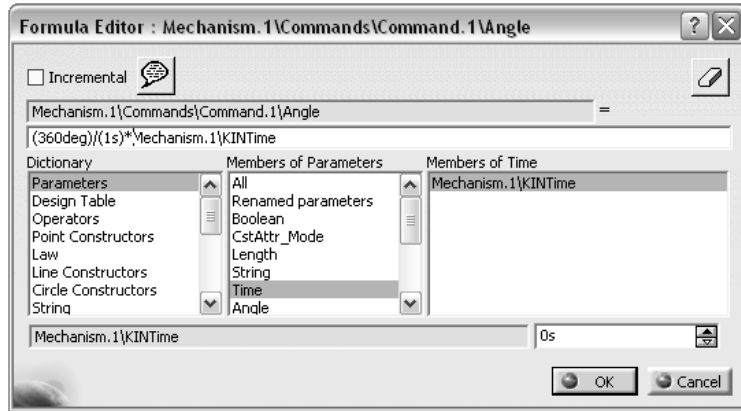 Formula Editor : Mechanism.1\Commands\Command.1\Angle
Incremental
Mechanism.1\Commands\Command.1\Angle =
(360deg)/(1s)*Mechanism.1\KINTime
Dictionary Members of Parameters Members of Time
Parameters All Mechanism.1\KINTime
Design Table Renamed parameters
Operators Boolean
Point Constructors CstAttr_Mode
Law Length
Line Constructors String
Circle Constructors Time
String Angle
Mechanism.1\KINTime 0s
OK Cancel